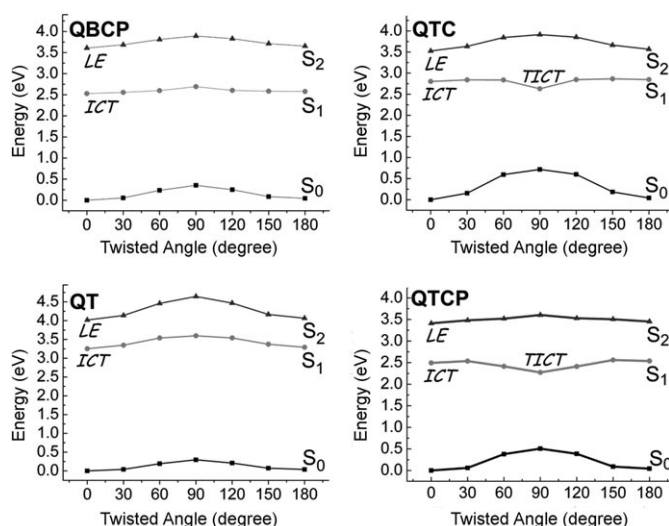 QBCP
4.0
3.5
3.0
2.5
2.0
1.5
1.0
0.5
0.0
Energy (eV)
LE
S2
ICT
S1
S0
0 30 60 90 120 150 180
Twisted Angle (degree)
QTC
4.0
3.5
3.0
2.5
2.0
1.5
1.0
0.5
0.0
Energy (eV)
LE
S2
ICT
TICT
S1
S0
0 30 60 90 120 150 180
Twisted Angle (degree)
QT
4.5
4.0
3.5
3.0
2.5
2.0
1.5
1.0
0.5
0.0
Energy (eV)
LE
S2
ICT
S1
S0
0 30 60 90 120 150 180
Twisted Angle (degree)
QTCP
4.0
3.5
3.0
2.5
2.0
1.5
1.0
0.5
0.0
Energy (eV)
LE
S2
ICT
TICT
S1
S0
0 30 60 90 120 150 180
Twisted Angle (degree)